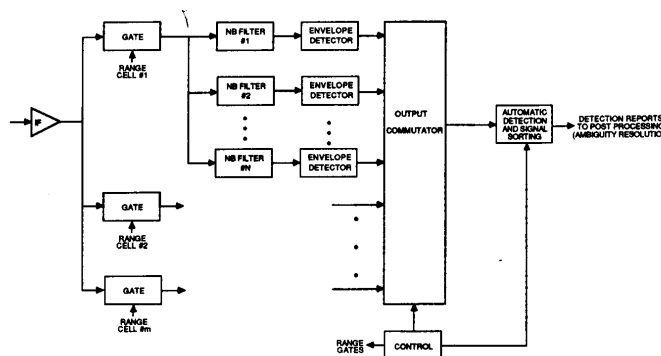 IF
GATE
RANGE
CELL #1
NB FILTER
#1
ENVELOPE
DETECTOR
NB FILTER
#2
ENVELOPE
DETECTOR
NB FILTER
#N
ENVELOPE
DETECTOR
OUTPUT
COMMUTATOR
AUTOMATIC
DETECTION
AND SIGNAL
SORTING
DETECTION REPORTS
TO POST PROCESSING
(AMBIGUITY RESOLUTION
GATE
RANGE
CELL #2
GATE
RANGE
CELL #m
RANGE
GATES
CONTROL